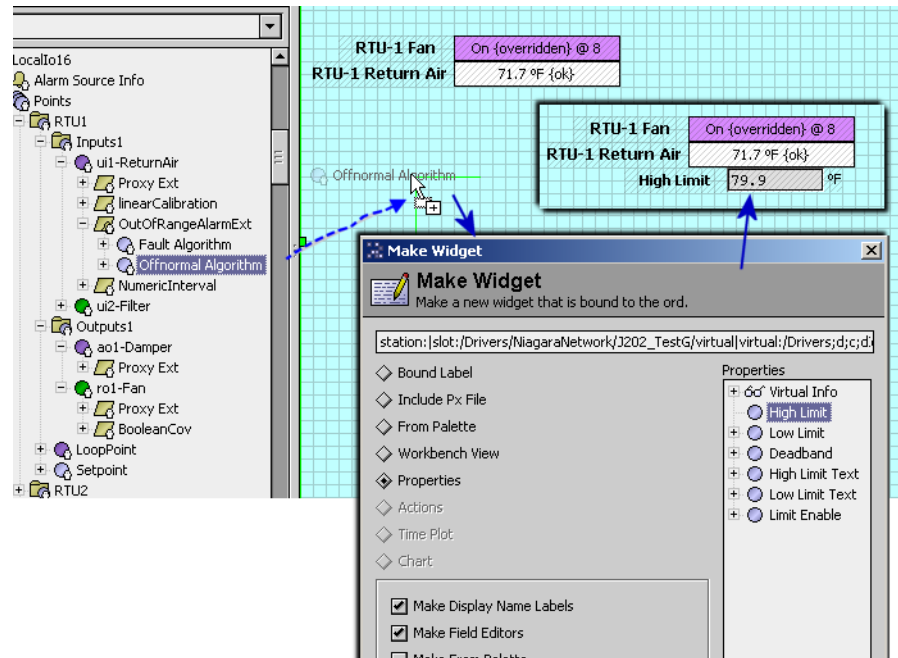 LocalIo16
Alarm Source Info
Points
RTU1
Inputs1
ui1-ReturnAir
Proxy Ext
linearCalibration
OutOfRangeAlarmExt
Fault Algorithm
Offnormal Algorithm
NumericInterval
ui2-Filter
Outputs1
ao1-Damper
Proxy Ext
ro1-Fan
Proxy Ext
BooleanCov
LoopPoint
Setpoint
RTU2
RTU-1 Fan On {overridden} @ 8
RTU-1 Return Air 71.7 ºF {ok}
Offnormal Algorithm
RTU-1 Fan On {overridden} @ 8
RTU-1 Return Air 71.7 ºF {ok}
High Limit 79.9 ºF
Make Widget
Make Widget
Make a new widget that is bound to the ord.
station:|slot:/Drivers/NiagaraNetwork/J202_TestG/virtual|virtual:/Drivers;d;c;d
Bound Label
Include Px File
From Palette
Workbench View
Properties
Actions
Time Plot
Chart
Make Display Name Labels
Make Field Editors
Make From Palette
Properties
Virtual Info
High Limit
Low Limit
Deadband
High Limit Text
Low Limit Text
Limit Enable